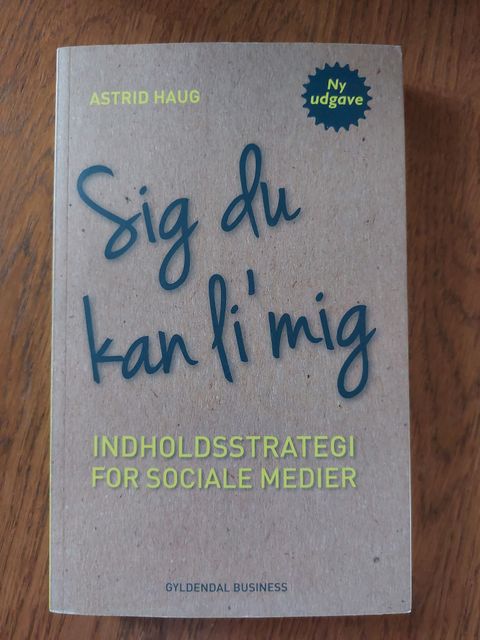 ASTRID HAUG
Ny
udgave
Sig du
kan li' mig
INDHOLDSSTRATEGI
FOR SOCIALE MEDIER
GYLDENDAL BUSINESS